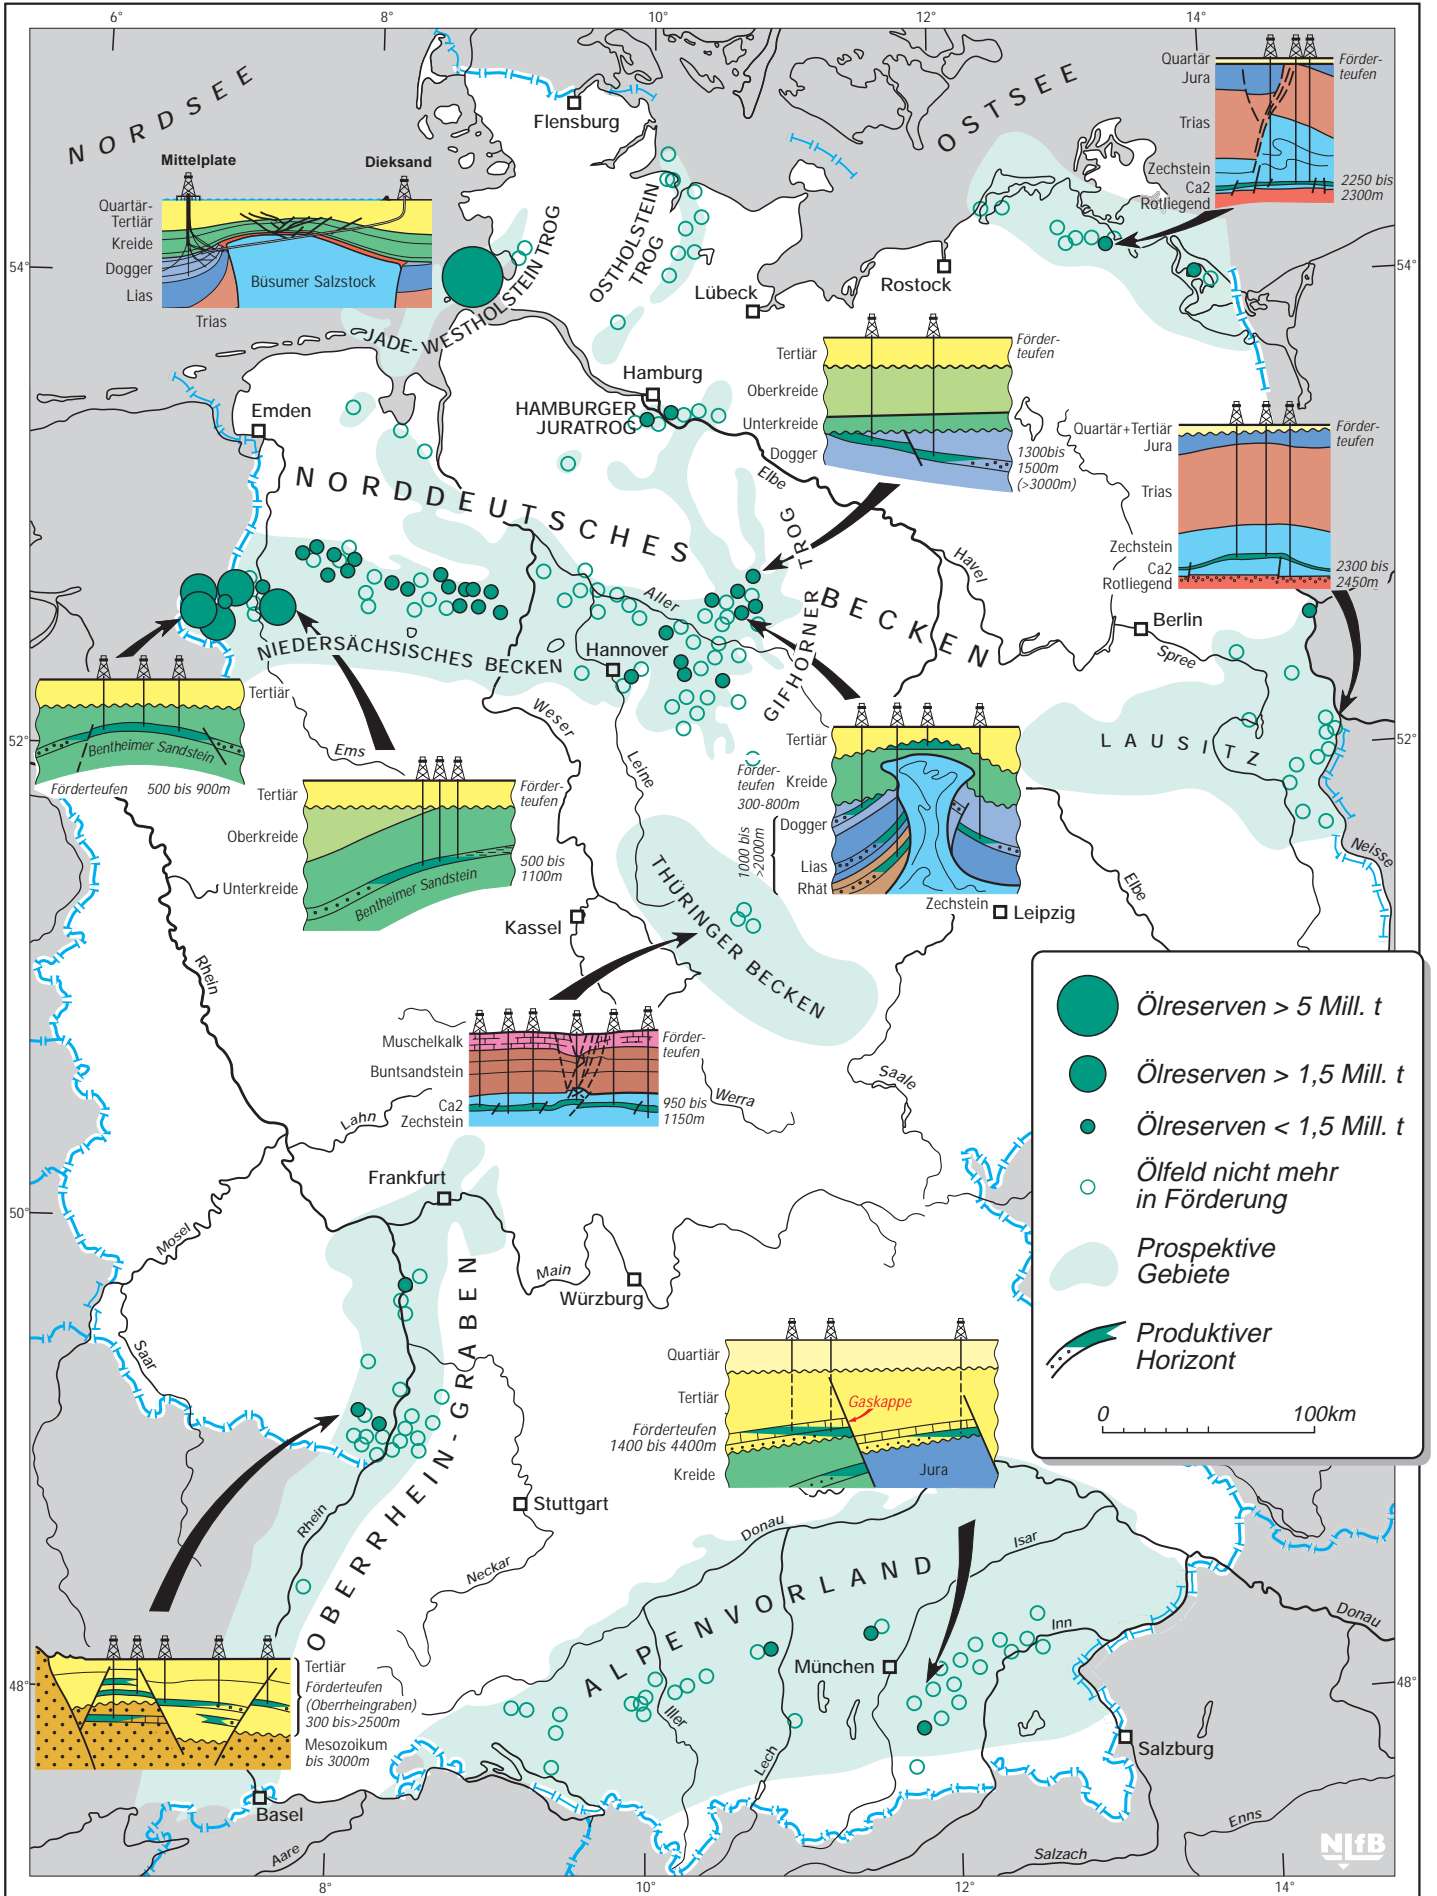 6°
8°
10°
12°
14°
NORDSEE
OSTSEE
Flensburg
Mittelplate
Dieksand
Quartär-
Tertiär
Kreide
Dogger
Lias
Büsumer Salzstock
Trias
54°
54°
JADE-WESTHOLSTEIN TROG
OSTHOLSTEIN
TROG
Lübeck
Rostock
Quartär
Jura
Trias
Zechstein
Ca2
Rotliegend
Förder-
teufen
2250 bis
2300m
Hamburg
HAMBURGER
JURATROG
Emden
Tertiär
Oberkreide
Unterkreide
Dogger
Förder-
teufen
1300bis
1500m
(>3000m)
Quartär+Tertiär
Jura
Trias
Zechstein
Ca2
Rotliegend
Förder-
teufen
2300 bis
2450m
NORDDEUTSCHES
BECKEN
Elbe
Havel
Aller
GIFHORNER TROG
Berlin
Spree
Hannover
NIEDERSÄCHSISCHES BECKEN
Weser
Leine
Ems
Tertiär
Bentheimer Sandstein
Förderteufen 500 bis 900m
52°
52°
LAUSITZ
Neisse
Tertiär
Oberkreide
Unterkreide
Bentheimer Sandstein
Förder-
teufen
500 bis
1100m
Tertiär
Förder-
teufen
300-800m
Kreide
Dogger
Lias
Rhät
1000 bis
>2000m
Zechstein
Leipzig
Elbe
Kassel
THÜRINGER BECKEN
Rhein
Muschelkalk
Buntsandstein
Ca2
Zechstein
Förder-
teufen
950 bis
1150m
Werra
Saale
Lahn
Ölreserven > 5 Mill. t
Ölreserven > 1,5 Mill. t
Ölreserven < 1,5 Mill. t
Ölfeld nicht mehr
in Förderung
Prospektive
Gebiete
Produktiver
Horizont
0
100km
Frankfurt
50°
Mosel
Main
Würzburg
Saar
OBERRHEIN-GRABEN
Quartär
Tertiär
Förderteufen
1400 bis 4400m
Kreide
Gaskappe
Jura
Stuttgart
Rhein
Neckar
Donau
Isar
ALPENVORLAND
Inn
Donau
München
Iller
Lech
48°
48°
Tertiär
Förderteufen
(Oberrheingraben)
300 bis>2500m
Mesozoikum
bis 3000m
Basel
Salzburg
Aare
Salzach
Enns
NLfB
8°
10°
12°
14°